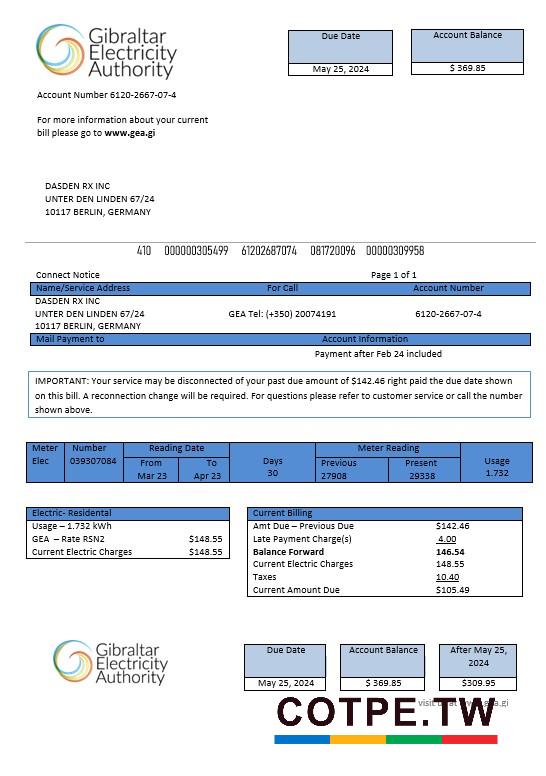 Gibraltar
Electricity
Authority
Due Date
May 25, 2024
Account Balance
$ 369.85
Account Number 6120-2667-07-4
For more information about your current
bill please go to www.gea.gi
DASDEN RX INC
UNTER DEN LINDEN 67/24
10117 BERLIN, GERMANY
410 000000305499 61202687074 081720096 00000309958
Connect Notice Page 1 of 1
Name/Service Address For Call Account Number
DASDEN RX INC
UNTER DEN LINDEN 67/24 GEA Tel: (+350) 20074191 6120-2667-07-4
10117 BERLIN, GERMANY
Mail Payment to Account Information
Payment after Feb 24 included
IMPORTANT: Your service may be disconnected of your past due amount of $142.46 right paid the due date shown
on this bill. A reconnection change will be required. For questions please refer to customer service or call the number
shown above.
Meter Number Reading Date Days Meter Reading Usage
Elec 039307084 From To 30 Previous Present 1.732
Mar 23 Apr 23 27908 29338
Electric- Residental
Usage – 1.732 kWh
GEA – Rate RSN2 $148.55
Current Electric Charges $148.55
Current Billing
Amt Due – Previous Due $142.46
Late Payment Charge(s) 4.00
Balance Forward 146.54
Current Electric Charges 148.55
Taxes 10.40
Current Amount Due $105.49
Gibraltar
Electricity
Authority
Due Date
May 25, 2024
Account Balance
$ 369.85
After May 25,
2024
$309.95
COTPE.TW